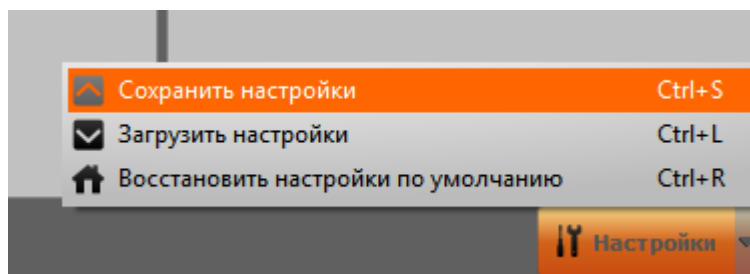 Сохранить настройки Ctrl+S
Загрузить настройки Ctrl+L
Восстановить настройки по умолчанию Ctrl+R
Настройки